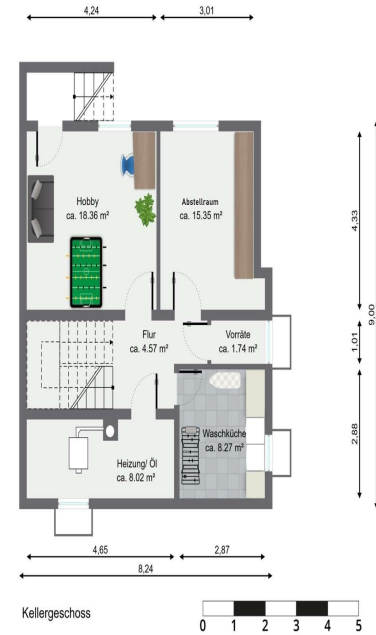 4,24
3,01
Hobby
ca. 18.36 m²
Abstellraum
ca. 15.35 m²
4,33
9,00
Flur
ca. 4.57 m²
Vorräte
ca. 1.74 m²
1,01
Waschküche
ca. 8.27 m²
2,88
Heizung/ Öl
ca. 8.02 m²
4,65
2,87
8,24
Kellergeschoss
0 1 2 3 4 5